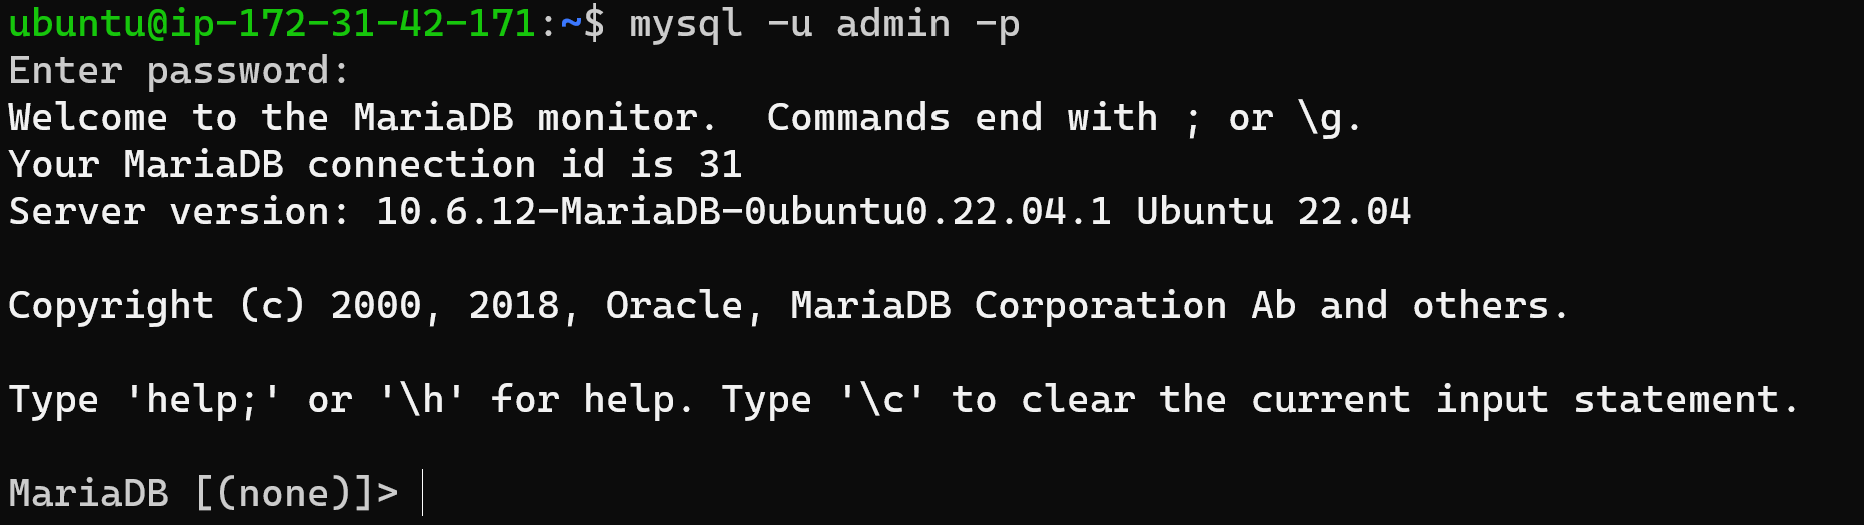 ubuntu@ip-172-31-42-171:~$ mysql -u admin -p
Enter password:
Welcome to the MariaDB monitor.  Commands end with ; or \g.
Your MariaDB connection id is 31
Server version: 10.6.12-MariaDB-0ubuntu0.22.04.1 Ubuntu 22.04
Copyright (c) 2000, 2018, Oracle, MariaDB Corporation Ab and others.
Type 'help;' or '\h' for help. Type '\c' to clear the current input statement.
MariaDB [(none)]>